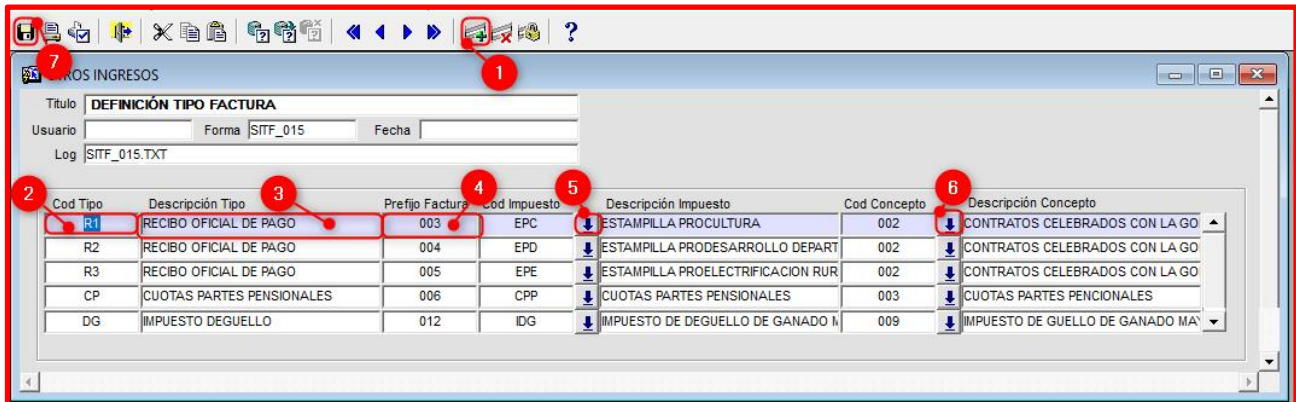 ?
7
1
OTROS INGRESOS
Titulo DEFINICIÓN TIPO FACTURA
Usuario Forma SITF_015 Fecha
Log SITF_015.TXT
2 3 4 5 6
Cod Tipo Descripción Tipo Prefijo Factura Cod Impuesto Descripción Impuesto Cod Concepto Descripción Concepto
R1 RECIBO OFICIAL DE PAGO 003 EPC ESTAMPILLA PROCULTURA 002 CONTRATOS CELEBRADOS CON LA GO
R2 RECIBO OFICIAL DE PAGO 004 EPD ESTAMPILLA PRODESARROLLO DEPART 002 CONTRATOS CELEBRADOS CON LA GO
R3 RECIBO OFICIAL DE PAGO 005 EPE ESTAMPILLA PROELECTRIFICACION RUR 002 CONTRATOS CELEBRADOS CON LA GO
CP CUOTAS PARTES PENSIONALES 006 CPP CUOTAS PARTES PENSIONALES 003 CUOTAS PARTES PENCIONALES
DG IMPUESTO DEGUELLO 012 IDG IMPUESTO DE DEGUELLO DE GANADO M 009 IMPUESTO DE GUELLO DE GANADO MAY